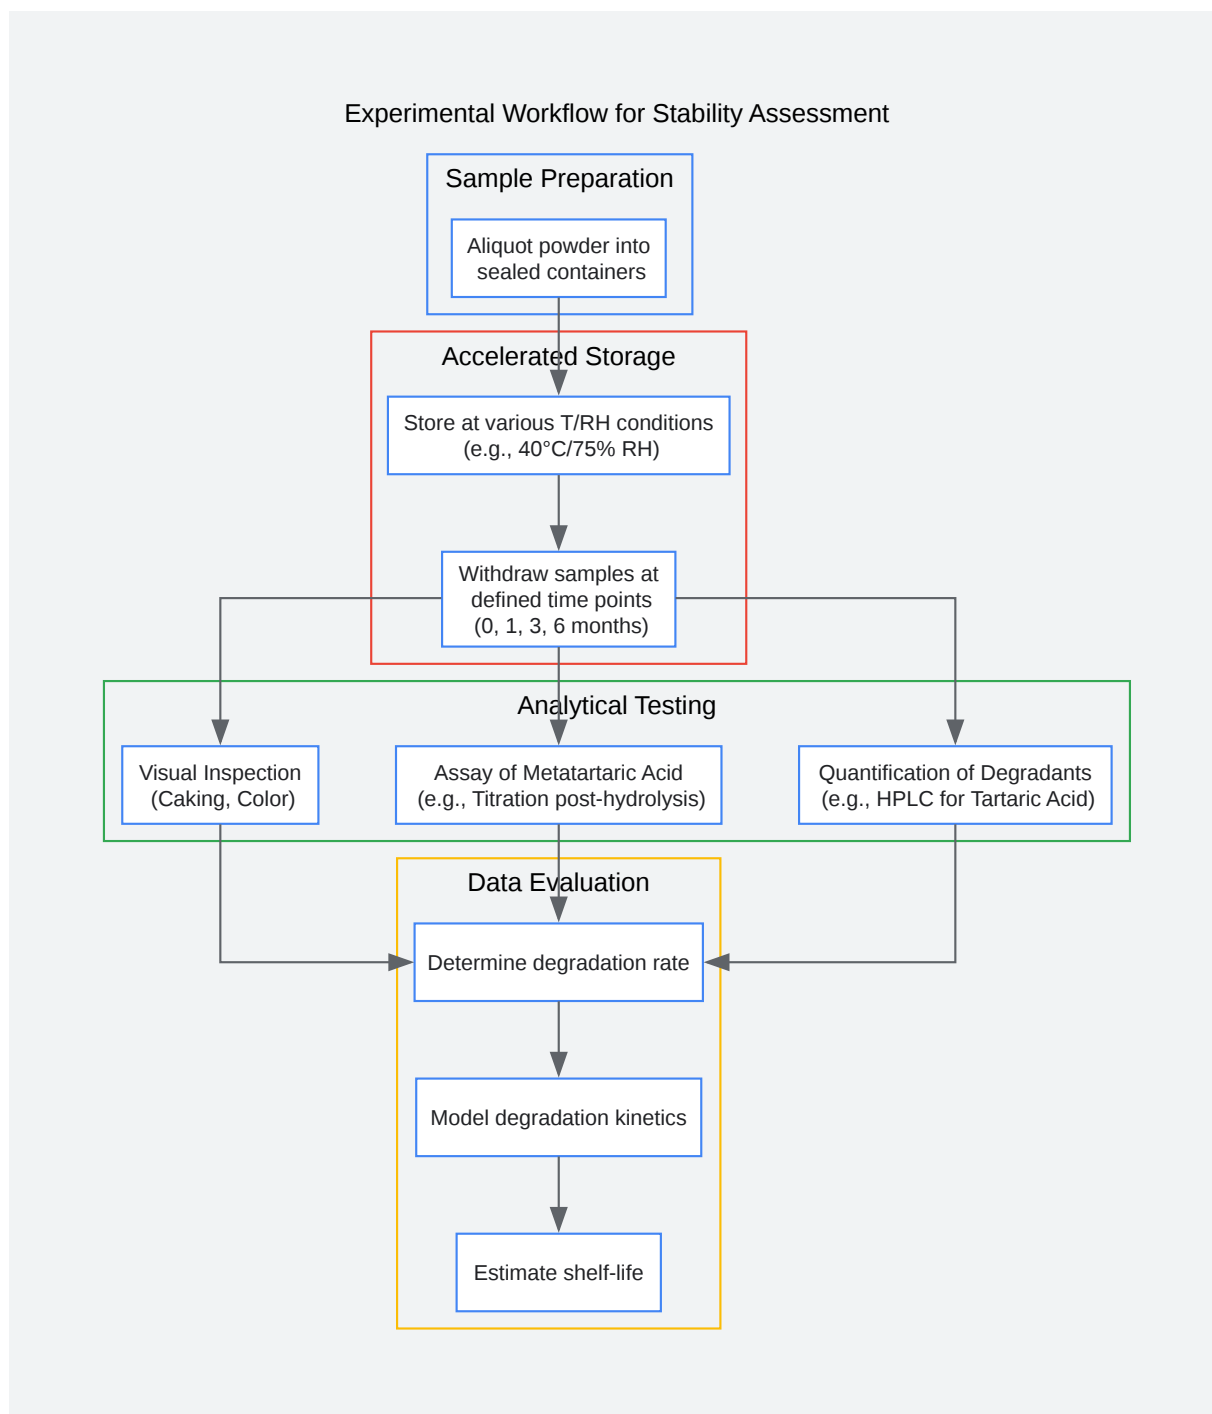 Experimental Workflow for Stability Assessment
Sample Preparation
Aliquot powder into
sealed containers
Accelerated Storage
Store at various T/RH conditions
(e.g., 40°C/75% RH)
Withdraw samples at
defined time points
(0, 1, 3, 6 months)
Analytical Testing
Visual Inspection
(Caking, Color)
Assay of Metatartaric Acid
(e.g., Titration post-hydrolysis)
Quantification of Degradants
(e.g., HPLC for Tartaric Acid)
Data Evaluation
Determine degradation rate
Model degradation kinetics
Estimate shelf-life